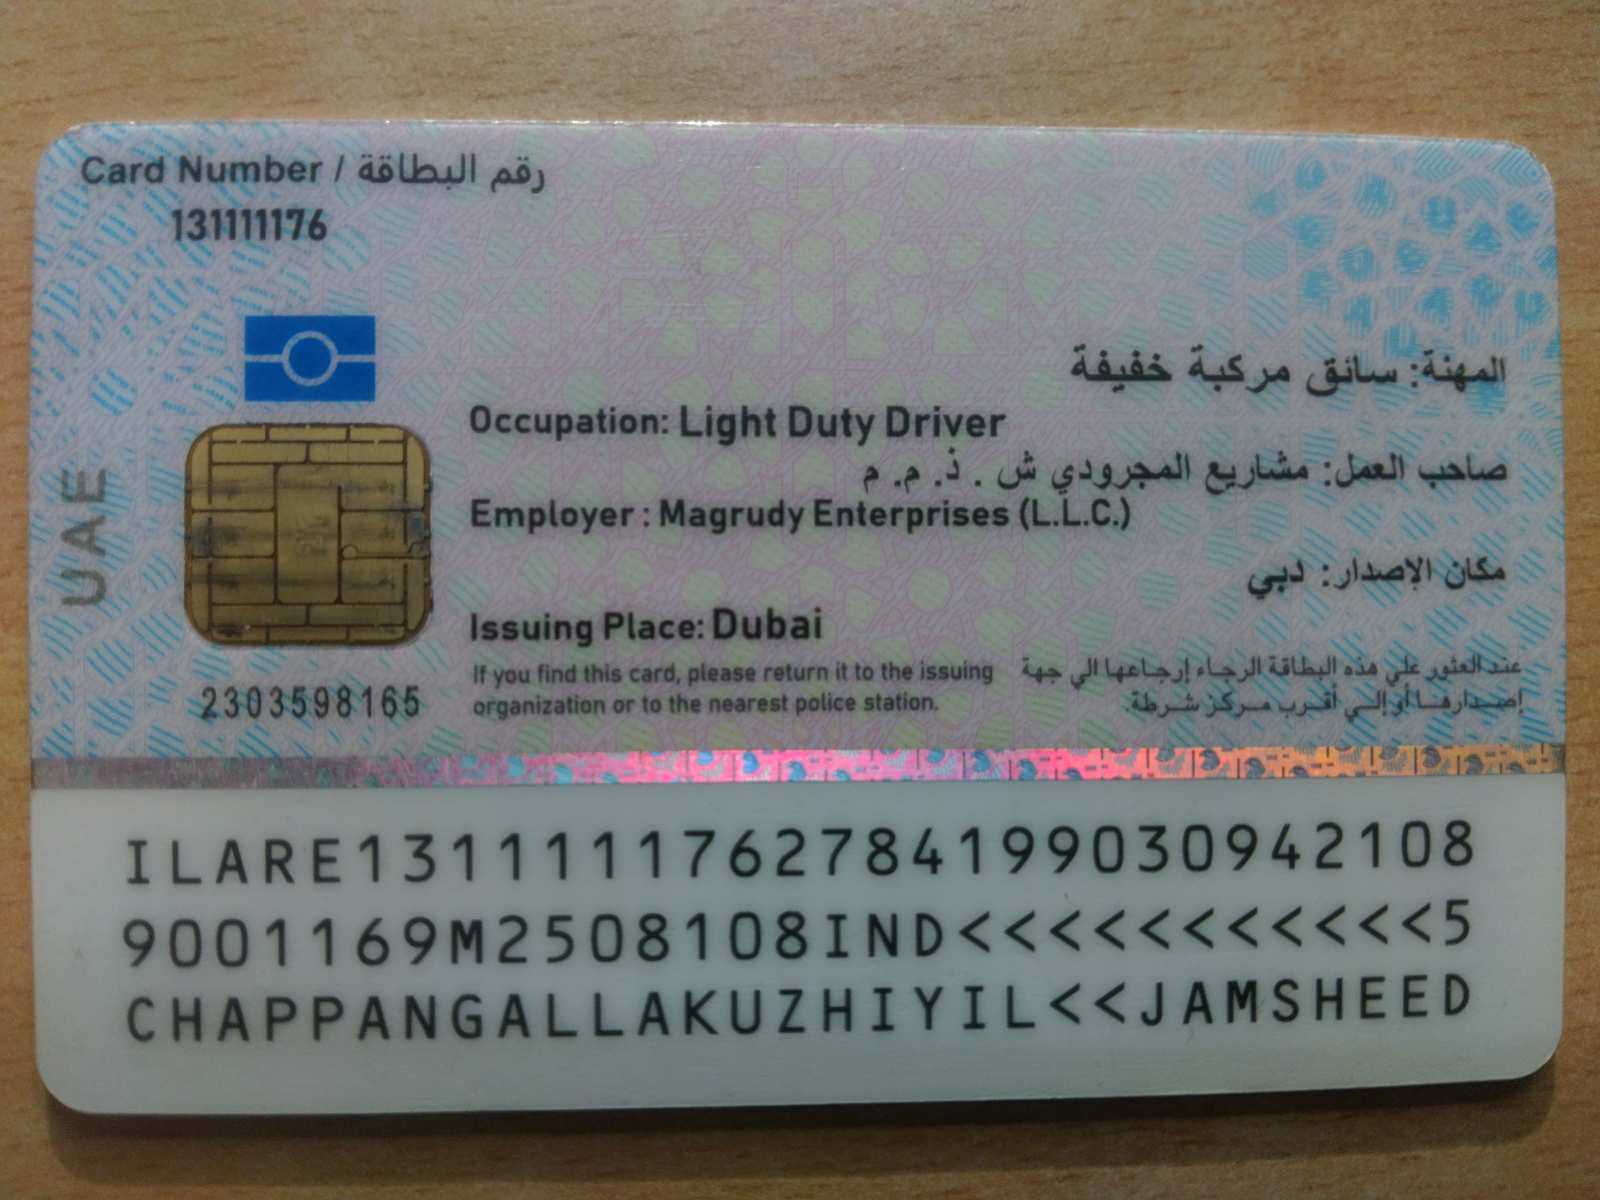 Card Number / رقم البطاقة
131111176
المهنة: سائق مركبة خفيفة
Occupation: Light Duty Driver
صاحب العمل: مشاريع المجرودي ش . ذ. م. م
Employer : Magrudy Enterprises (L.L.C.)
مكان الإصدار: دبي
Issuing Place: Dubai
If you find this card, please return it to the issuing
organization or to the nearest police station.
عند العثور علي هذه البطاقة الرجاء إرجاعها الي جهة
إصدارها أو إلي أقرب مركز شرطة.
UAE
2303598165
ILARE1311111762784199030942108
9001169M2508108IND<<<<<<<<<<<5
CHAPPANGALLAKUZHIYIL<<JAMSHEED